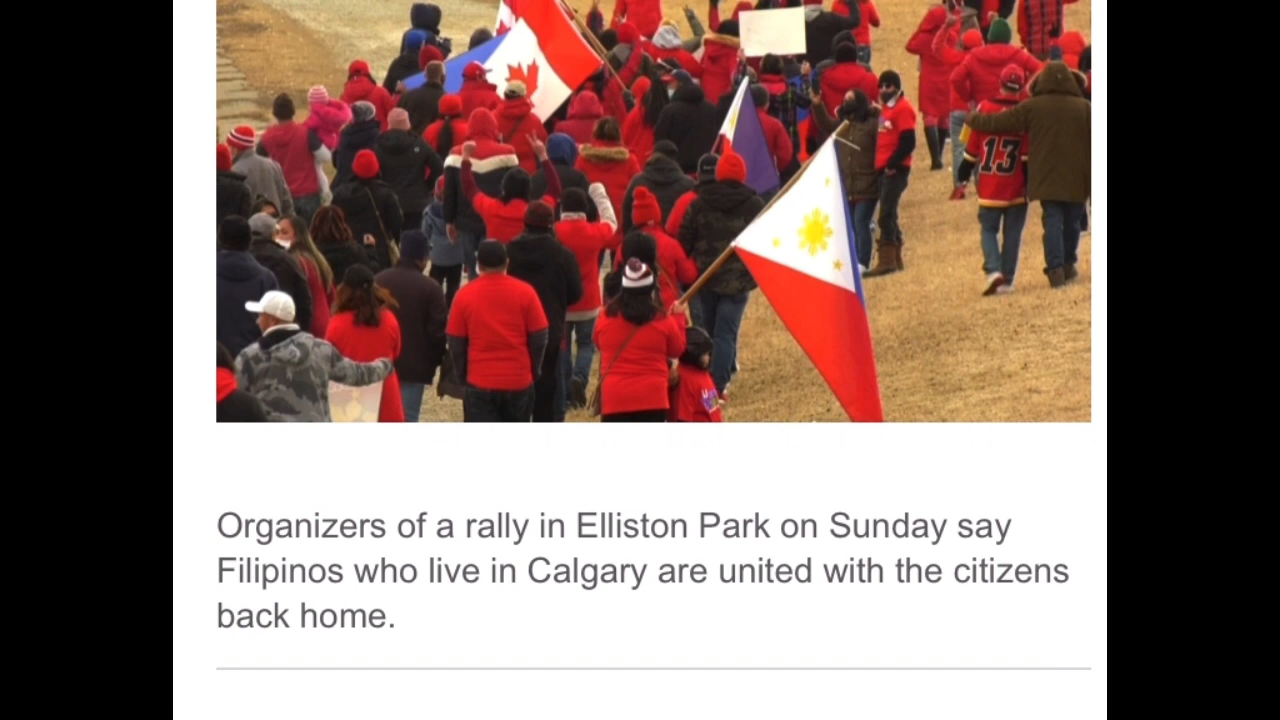 13
Organizers of a rally in Elliston Park on Sunday say
Filipinos who live in Calgary are united with the citizens
back home.